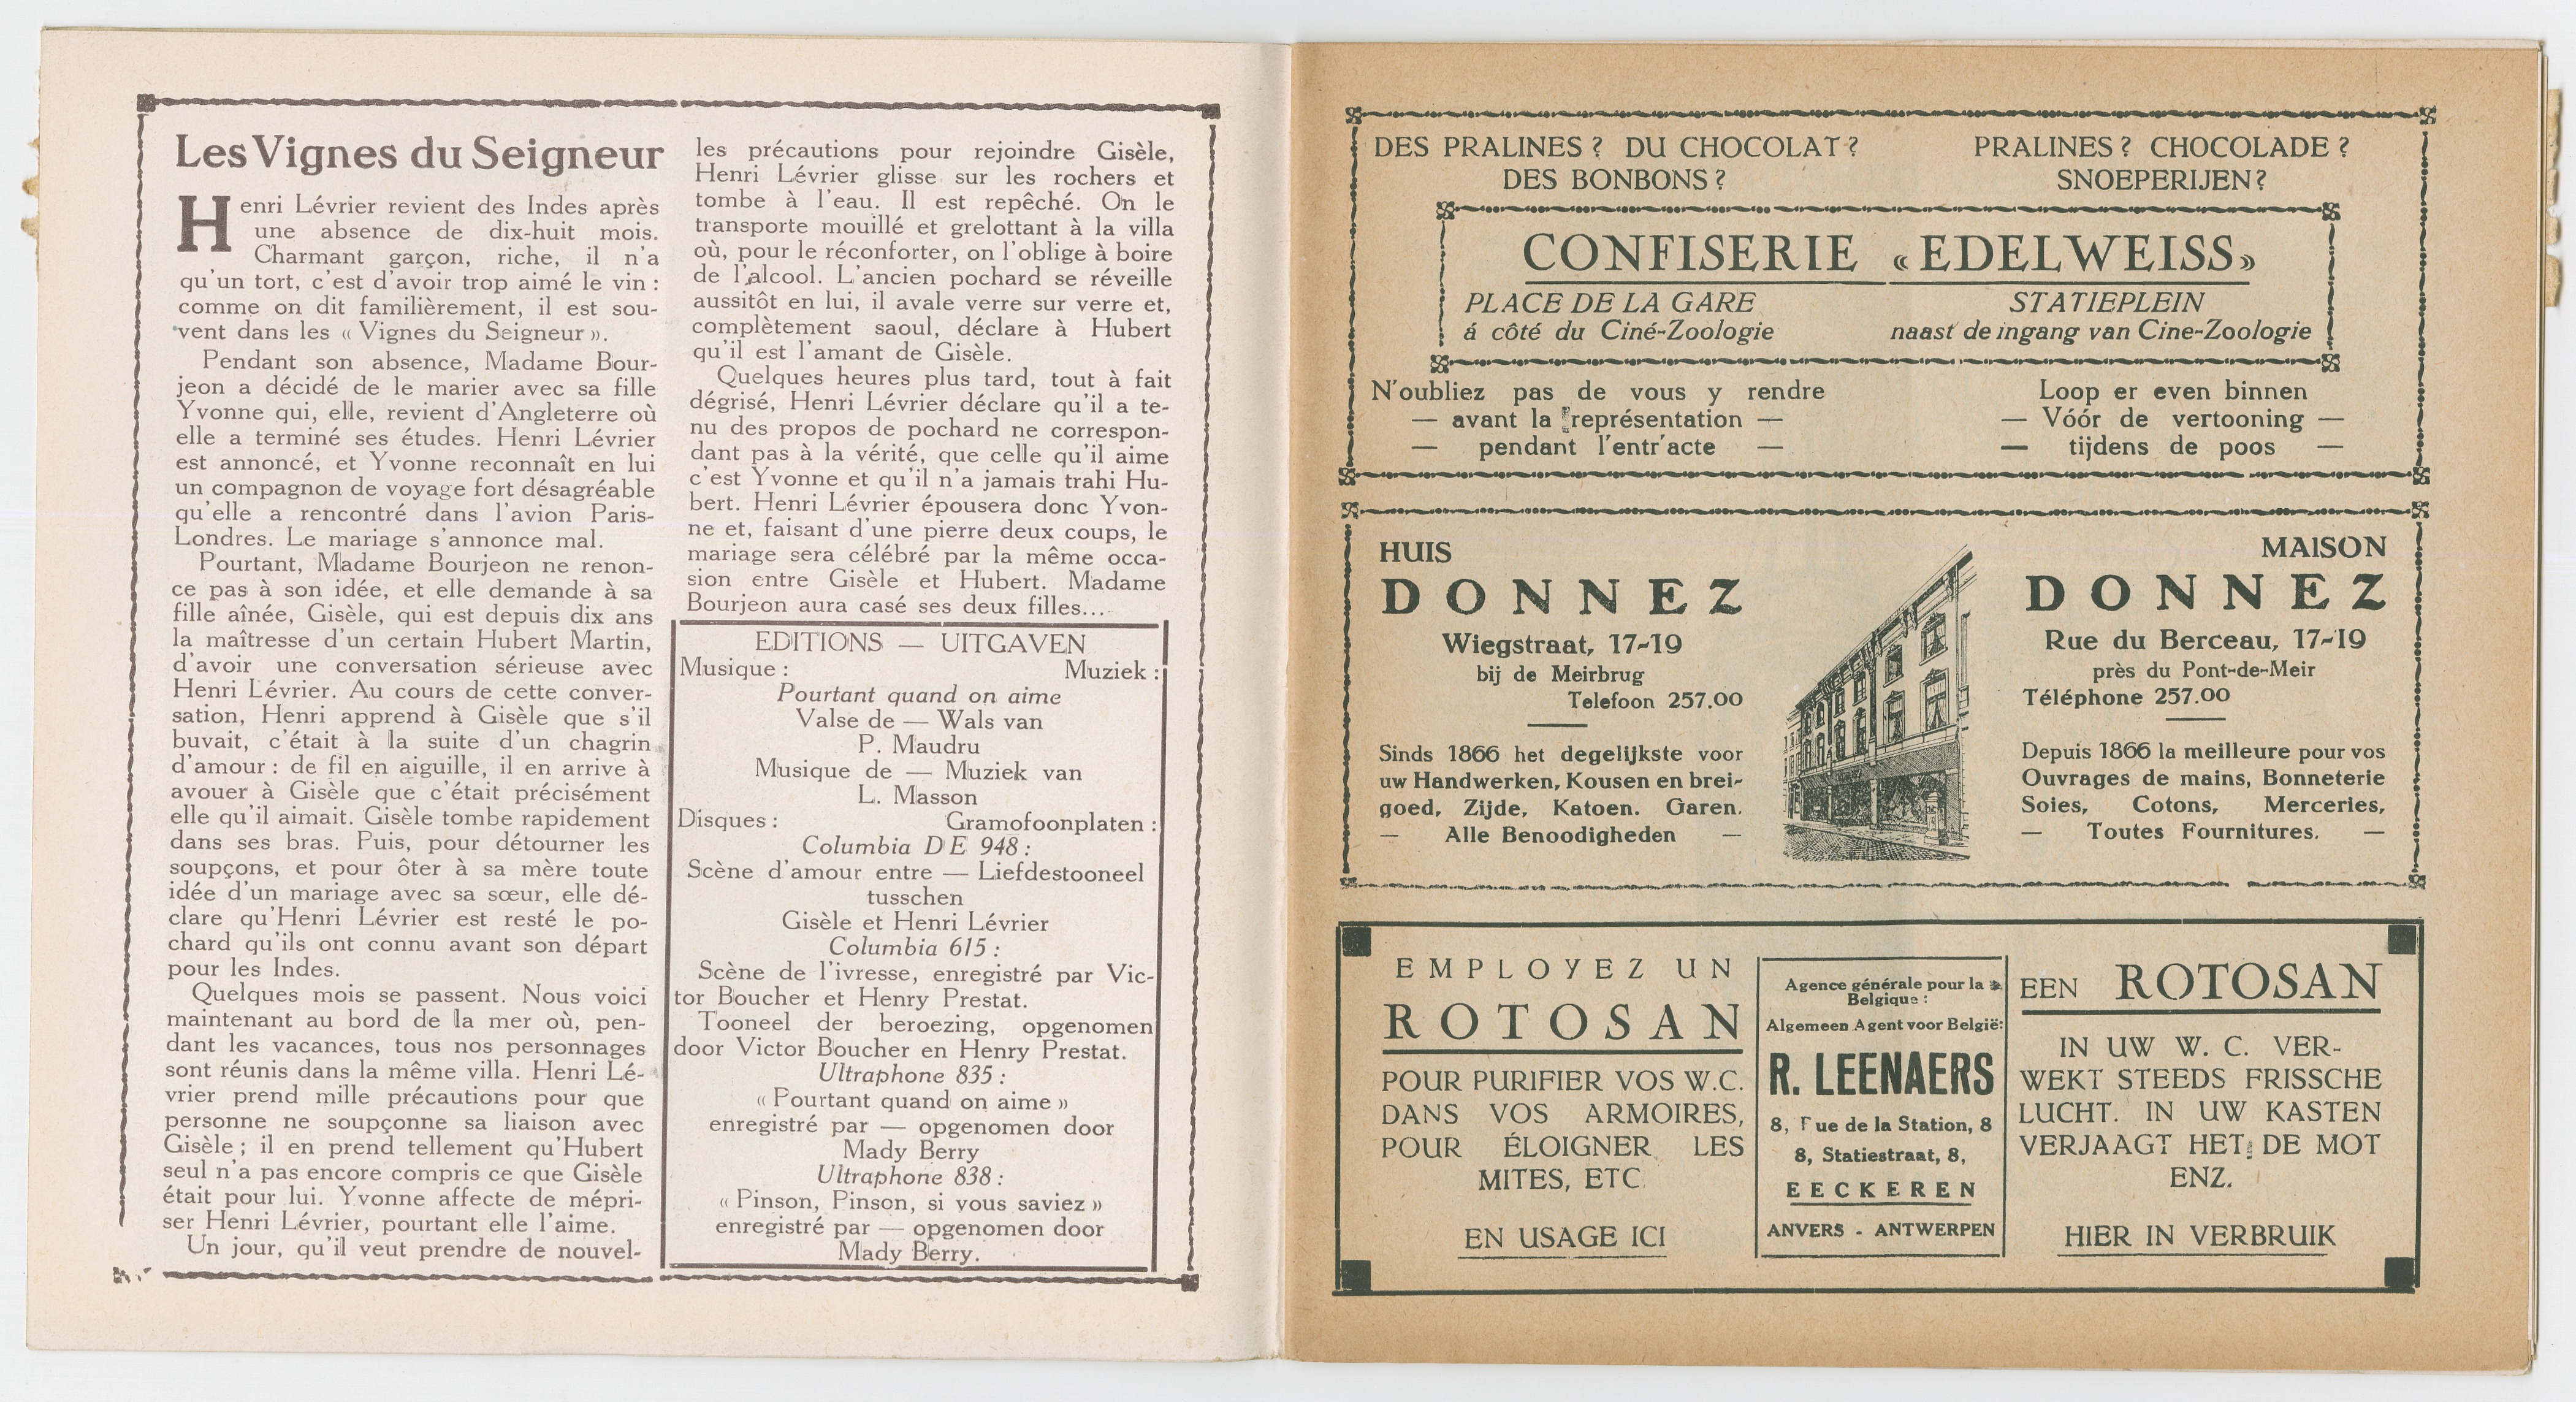 Les Vignes du Seigneur
Henri Lévrier revient des Indes après
une absence de dix-huit mois.
Charmant garçon, riche, il n'a
qu'un tort, c'est d'avoir trop aimé le vin :
comme on dit familièrement, il est sou-
vent dans les « Vignes du Seigneur ».
Pendant son absence, Madame Bour-
jeon a décidé de le marier avec sa fille
Yvonne qui, elle, revient d'Angleterre où
elle a terminé ses études. Henri Lévrier
est annoncé, et Yvonne reconnaît en lui
un compagnon de voyage fort désagréable
qu'elle a rencontré dans l'avion Paris-
Londres. Le mariage s'annonce mal.
Pourtant, Madame Bourjeon ne renon-
ce pas à son idée, et elle demande à sa
fille aînée, Gisèle, qui est depuis dix ans
la maîtresse d'un certain Hubert Martin,
d'avoir une conversation sérieuse avec
Henri Lévrier. Au cours de cette conver-
sation, Henri apprend à Gisèle que s'il
buvait, c'était à la suite d'un chagrin
d'amour : de fil en aiguille, il en arrive à
avouer à Gisèle que c'était précisément
elle qu'il aimait. Gisèle tombe rapidement
dans ses bras. Puis, pour détourner les
soupçons, et pour ôter à sa mère toute
idée d'un mariage avec sa sœur, elle dé-
clare qu'Henri Lévrier est resté le po-
chard qu'ils ont connu avant son départ
pour les Indes.
Quelques mois se passent. Nous voici
maintenant au bord de la mer où, pen-
dant les vacances, tous nos personnages
sont réunis dans la même villa. Henri Lé-
vrier prend mille précautions pour que
personne ne soupçonne sa liaison avec
Gisèle ; il en prend tellement qu'Hubert
seul n'a pas encore compris ce que Gisèle
était pour lui. Yvonne affecte de mépri-
ser Henri Lévrier, pourtant elle l'aime.
Un jour, qu'il veut prendre de nouvel-
les précautions pour rejoindre Gisèle,
Henri Lévrier glisse sur les rochers et
tombe à l'eau. Il est repêché. On le
transporte mouillé et grelottant à la villa
où, pour le réconforter, on l'oblige à boire
de l'alcool. L'ancien pochard se réveille
aussitôt en lui, il avale verre sur verre et,
complètement saoul, déclare à Hubert
qu'il est l'amant de Gisèle.
Quelques heures plus tard, tout à fait
dégrisé, Henri Lévrier déclare qu'il a te-
nu des propos de pochard ne correspon-
dant pas à la vérité, que celle qu'il aime
c'est Yvonne et qu'il n'a jamais trahi Hu-
bert. Henri Lévrier épousera donc Yvon-
ne et, faisant d'une pierre deux coups, le
mariage sera célébré par la même occa-
sion entre Gisèle et Hubert. Madame
Bourjeon aura casé ses deux filles...
EDITIONS — UITGAVEN
Musique : Muziek :
Pourtant quand on aime
Valse de — Wals van
P. Maudru
Musique de — Muziek van
L. Masson
Disques : Gramofoonplaten :
Columbia DE 948 :
Scène d'amour entre — Liefdestooneel
tusschen
Gisèle et Henri Lévrier
Columbia 615 :
Scène de l'ivresse, enregistré par Vic-
tor Boucher et Henry Prestat.
Tooneel der beroezing, opgenomen
door Victor Boucher en Henry Prestat.
Ultraphone 835 :
« Pourtant quand on aime »
enregistré par — opgenomen door
Mady Berry
Ultraphone 838 :
« Pinson, Pinson, si vous saviez »
enregistré par — opgenomen door
Mady Berry.
DES PRALINES ? DU CHOCOLAT ?
DES BONBONS ?
PRALINES ? CHOCOLADE ?
SNOEPERIJEN ?
CONFISERIE « EDELWEISS »
PLACE DE LA GARE
á côté du Ciné-Zoologie
STATIEPLEIN
naast de ingang van Cine-Zoologie
N'oubliez pas de vous y rendre
— avant la représentation —
— pendant l'entr'acte —
Loop er even binnen
— Vóór de vertooning —
— tijdens de poos —
HUIS
DONNEZ
Wiegstraat, 17-19
bij de Meirbrug
Telefoon 257.00
Sinds 1866 het degelijkste voor
uw Handwerken, Kousen en brei-
goed, Zijde, Katoen. Garen.
— Alle Benoodigheden —
MAISON
DONNEZ
Rue du Berceau, 17-19
près du Pont-de-Meir
Téléphone 257.00
Depuis 1866 la meilleure pour vos
Ouvrages de mains, Bonneterie
Soies, Cotons, Merceries,
— Toutes Fournitures. —
EMPLOYEZ UN
ROTOSAN
POUR PURIFIER VOS W.C.
DANS VOS ARMOIRES,
POUR ÉLOIGNER LES
MITES, ETC
EN USAGE ICI
Agence générale pour la
Belgique :
Algemeen Agent voor België:
R. LEENAERS
8, Rue de la Station, 8
8, Statiestraat, 8,
EECKEREN
ANVERS - ANTWERPEN
EEN ROTOSAN
IN UW W. C. VER-
WEKT STEEDS FRISSCHE
LUCHT. IN UW KASTEN
VERJAAGT HET DE MOT
ENZ.
HIER IN VERBRUIK